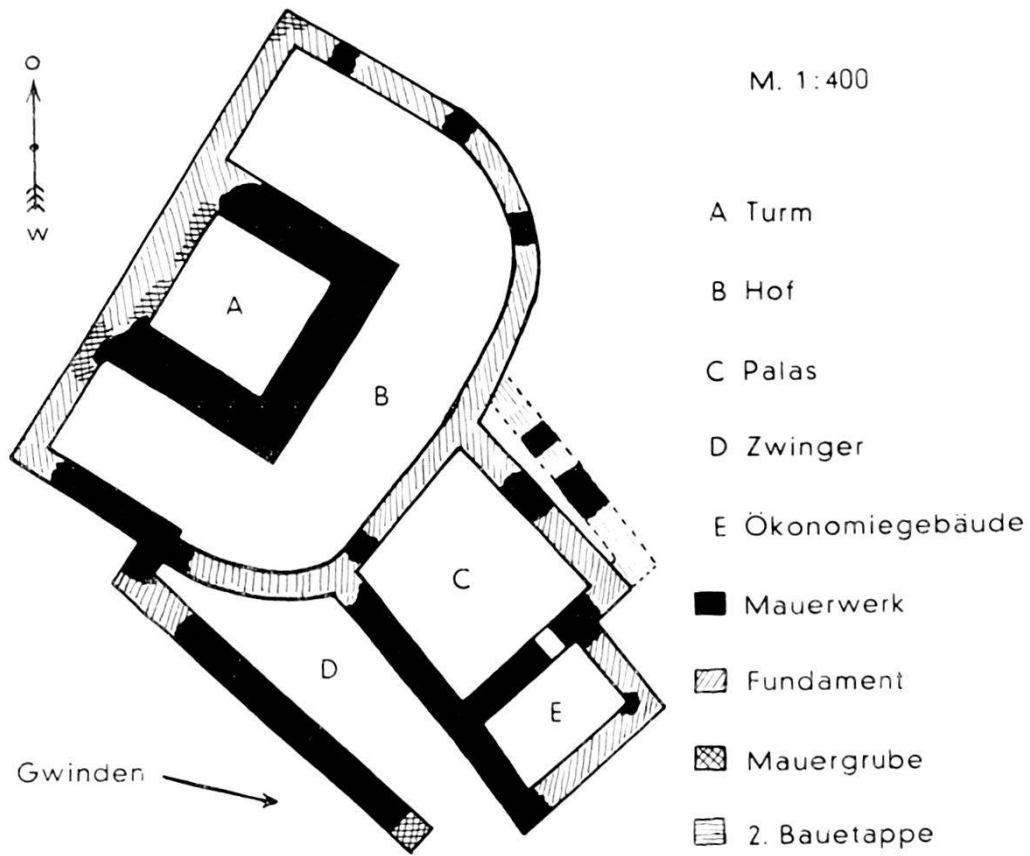 O
W
M. 1:400
A Turm
B Hof
C Palas
D Zwinger
E Ökonomiegebäude
Mauerwerk
Fundament
Mauergrube
2. Bauetappe
A
B
C
D
E
Gwinden